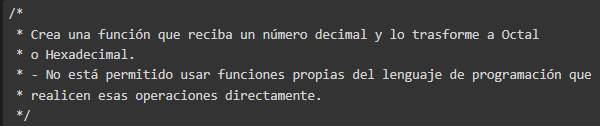 /*
* Crea una función que reciba un número decimal y lo trasforme a Octal
* o Hexadecimal.
* - No está permitido usar funciones propias del lenguaje de programación que
* realicen esas operaciones directamente.
*/